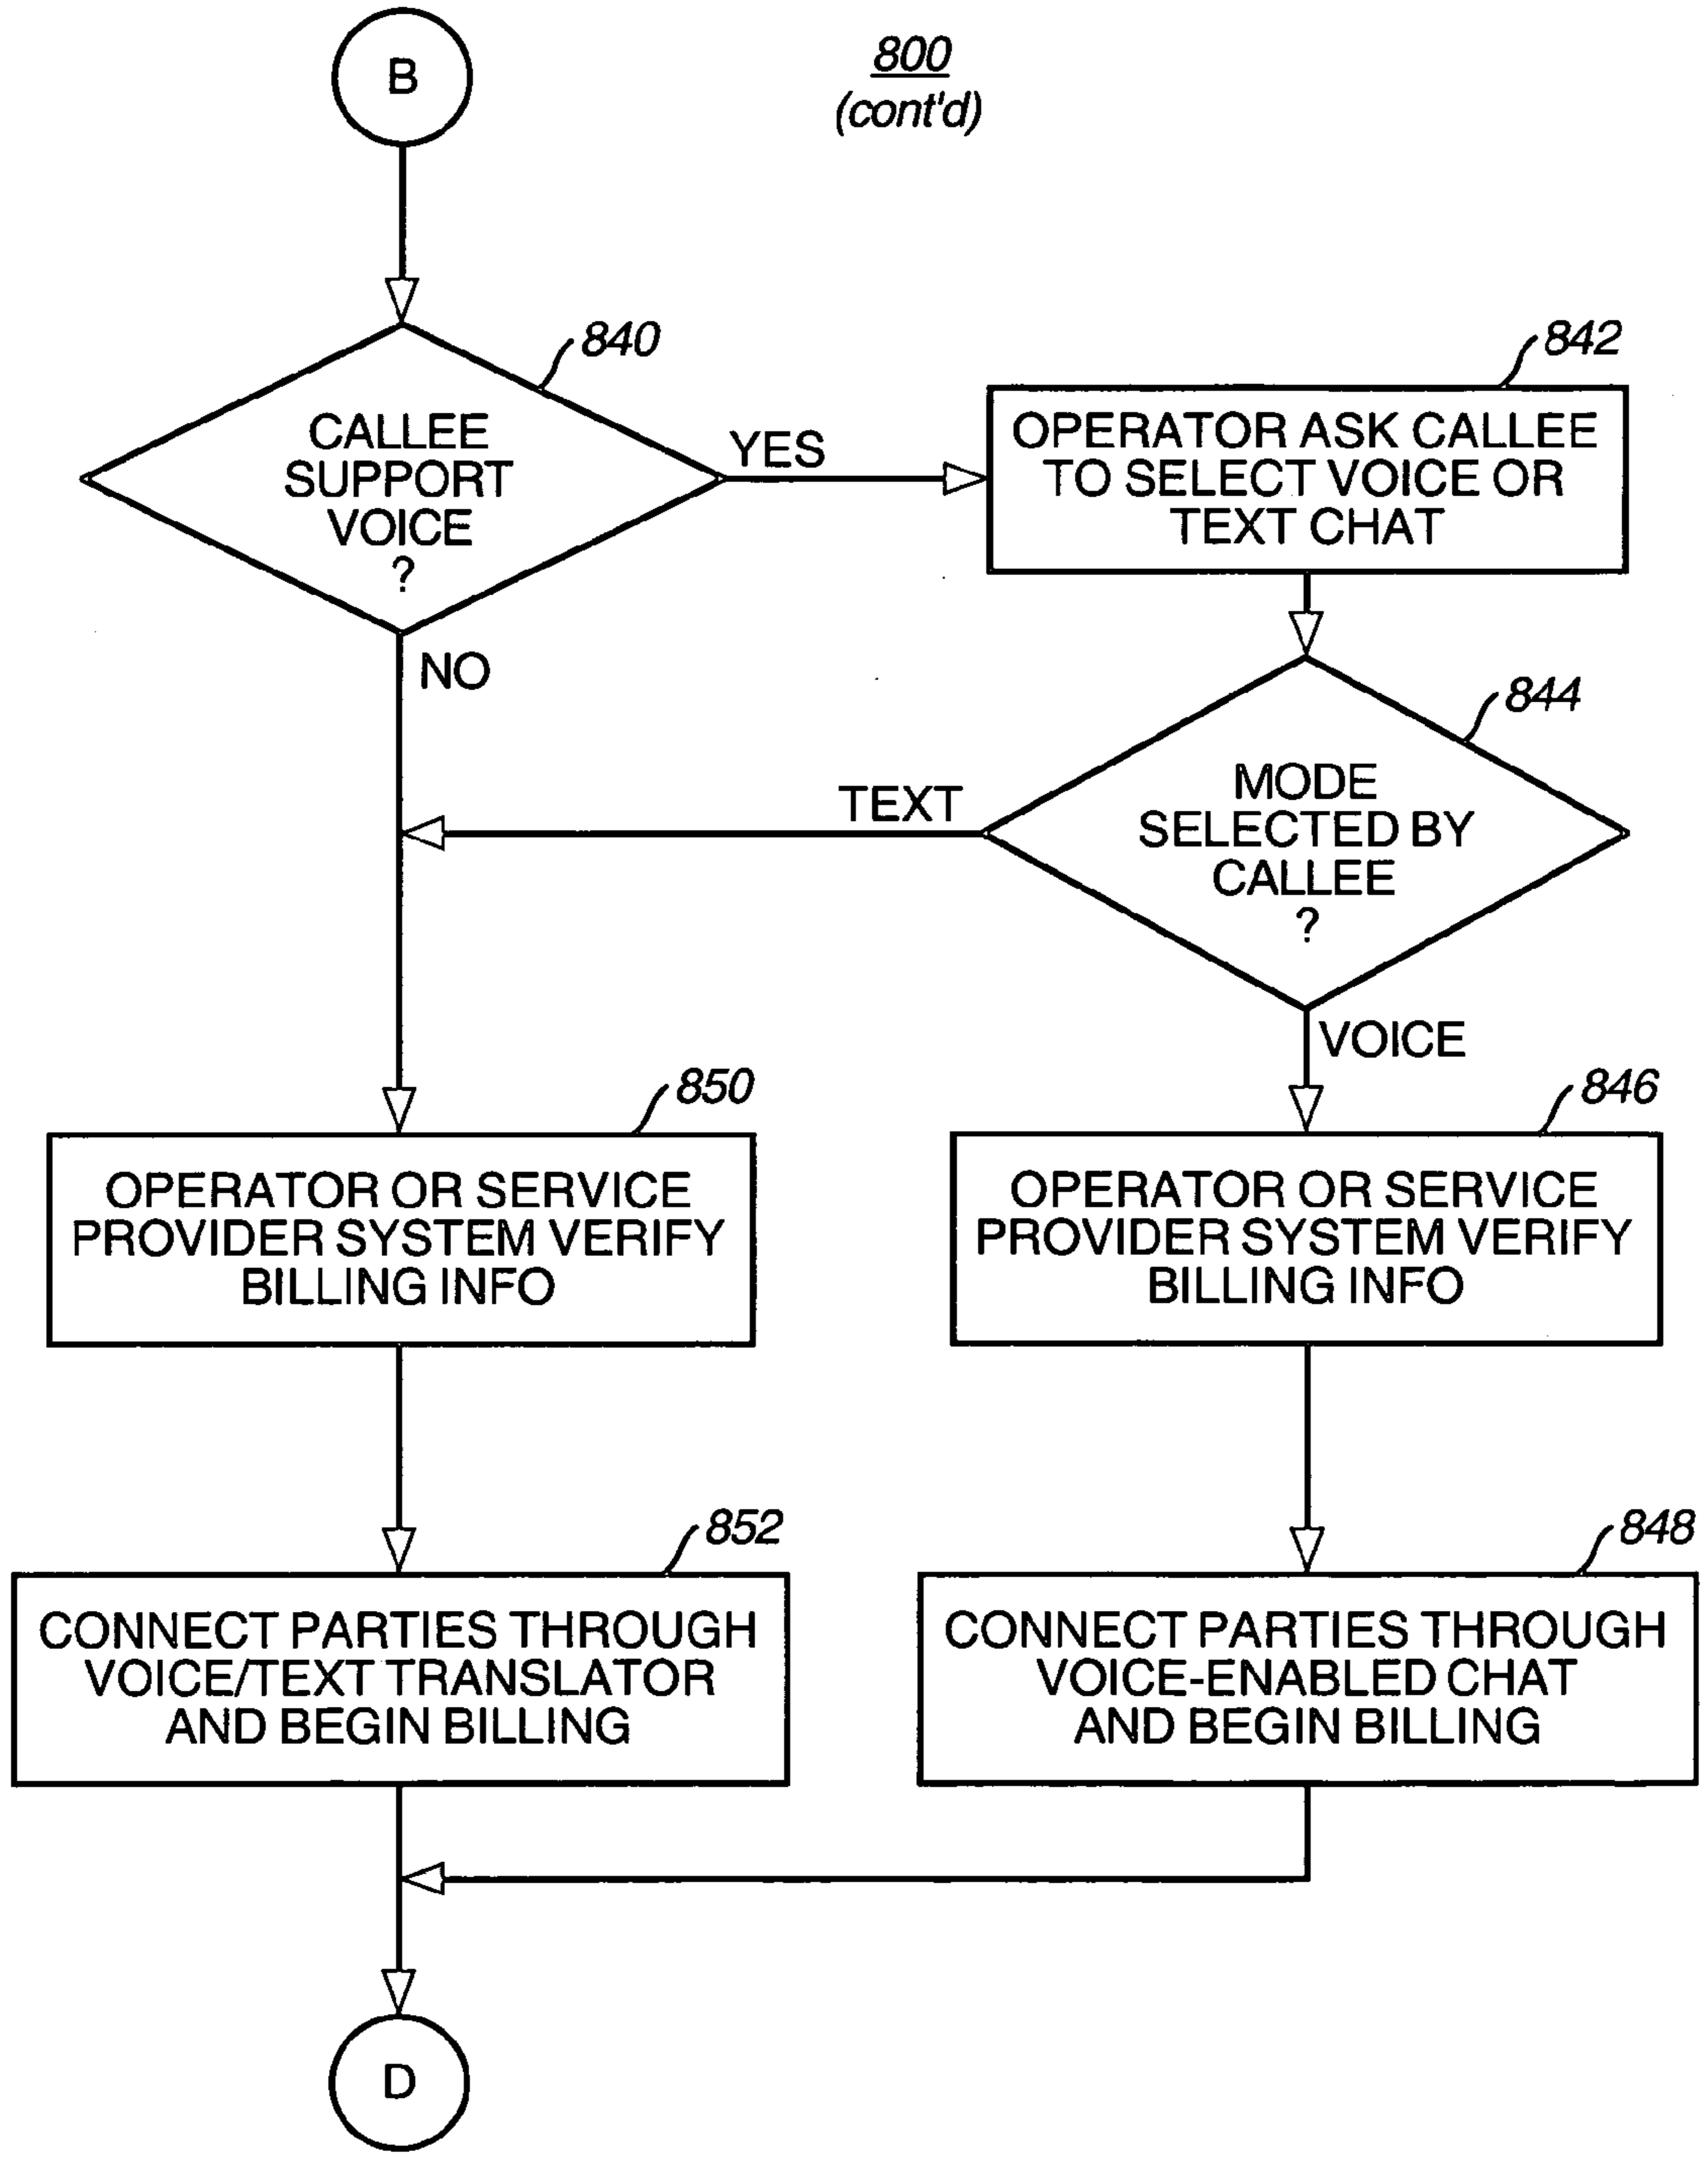 B
800
(cont'd)
840
CALLEE
SUPPORT
VOICE
?
YES
842
OPERATOR ASK CALLEE
TO SELECT VOICE OR
TEXT CHAT
NO
844
MODE
SELECTED BY
CALLEE
?
TEXT
VOICE
850
OPERATOR OR SERVICE
PROVIDER SYSTEM VERIFY
BILLING INFO
846
OPERATOR OR SERVICE
PROVIDER SYSTEM VERIFY
BILLING INFO
852
CONNECT PARTIES THROUGH
VOICE/TEXT TRANSLATOR
AND BEGIN BILLING
848
CONNECT PARTIES THROUGH
VOICE-ENABLED CHAT
AND BEGIN BILLING
D